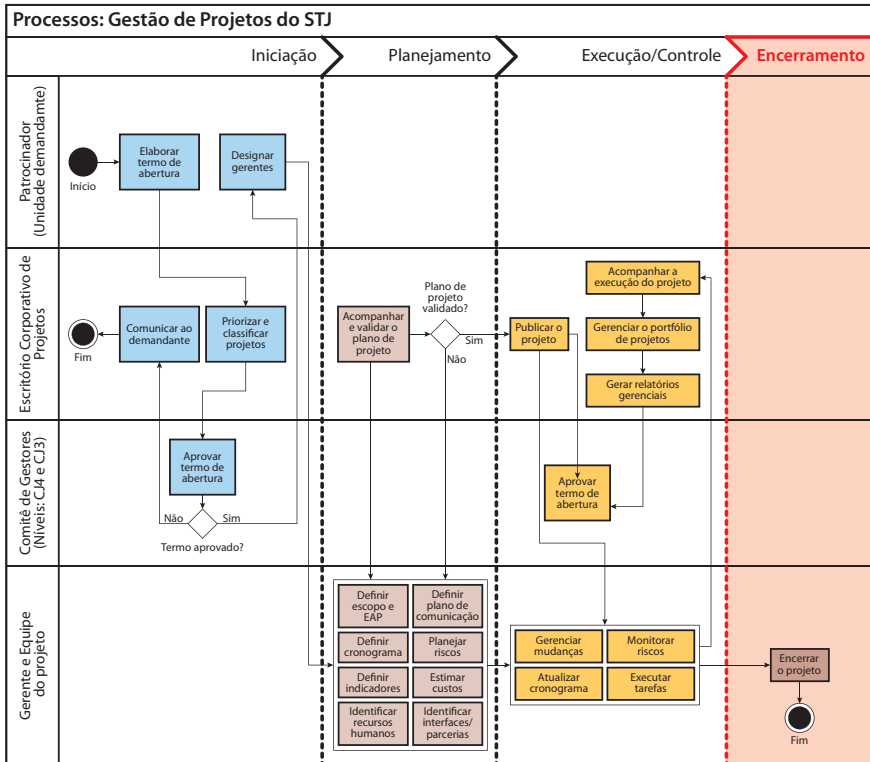 Processos: Gestão de Projetos do STJ
Iniciação
Planejamento
Execução/Controle
Encerramento
Patrocinador
(Unidade demandamte)
Início
Elaborar
termo de
abertura
Designar
gerentes
Escritório Corporativo de
Projetos
Fim
Comunicar ao
demandante
Priorizar e
classificar
projetos
Acompanhar
e validar o
plano de
projeto
Plano de
projeto
validado?
Sim
Não
Publicar o
projeto
Acompanhar a
execução do projeto
Gerenciar o portfólio
de projetos
Gerar relatórios
gerenciais
Comitê de Gestores
(Níveis: CJ4 e CJ3)
Aprovar
termo de
abertura
Não
Sim
Termo aprovado?
Aprovar
termo de
abertura
Gerente e Equipe
do projeto
Definir
escopo e
EAP
Definir
plano de
comunicação
Definir
cronograma
Planejar
riscos
Definir
indicadores
Estimar
custos
Identificar
recursos
humanos
Identificar
interfaces/
parcerias
Gerenciar
mudanças
Monitorar
riscos
Atualizar
cronograma
Executar
tarefas
Encerrar
o projeto
Fim